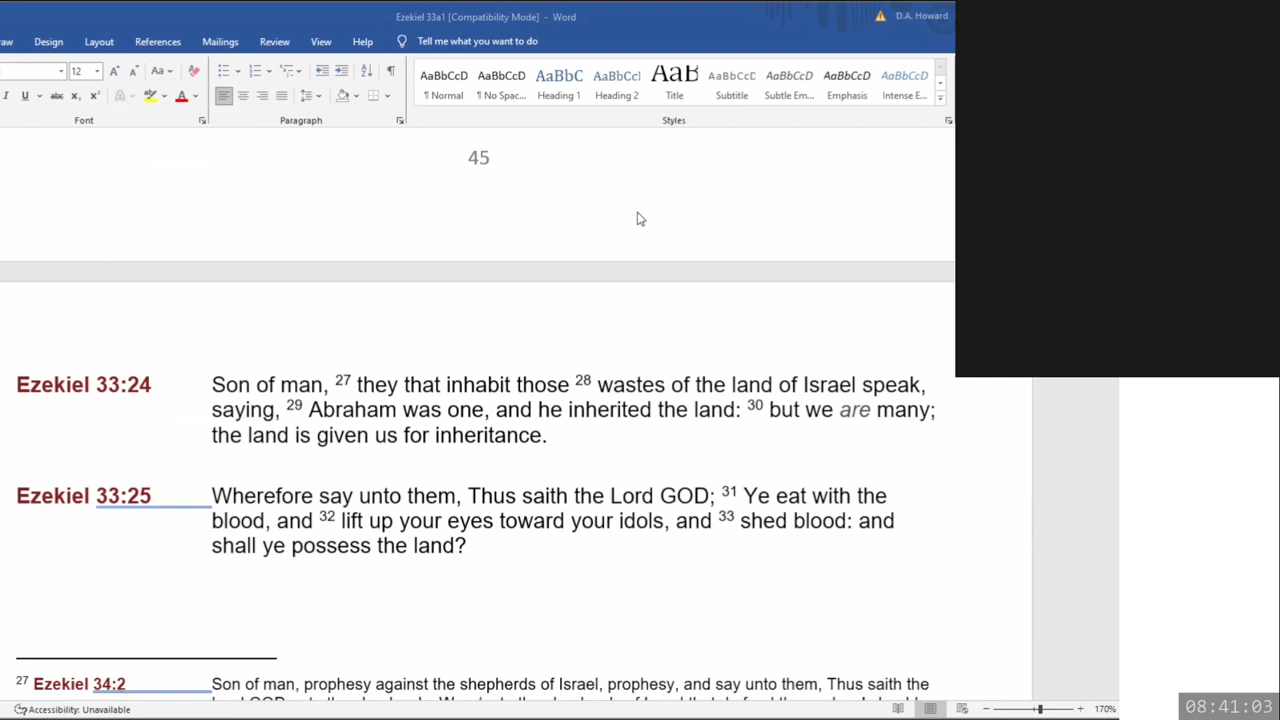 Ezekiel 33a1 [Compatibility Mode] - Word
D.A. Howard
Design Layout References Mailings Review View Help Tell me what you want to do
12 Aa
AaBbCcD AaBbCcD AaBbC AaBbCcl AaB AaBbCcD AaBbCcD AaBbCcD AaBbCcD
¶ Normal ¶ No Spac... Heading 1 Heading 2 Title Subtitle Subtle Em... Emphasis Intense E...
Font Paragraph Styles
45
Ezekiel 33:24 Son of man, 27 they that inhabit those 28 wastes of the land of Israel speak,
saying, 29 Abraham was one, and he inherited the land: 30 but we are many;
the land is given us for inheritance.
Ezekiel 33:25 Wherefore say unto them, Thus saith the Lord GOD; 31 Ye eat with the
blood, and 32 lift up your eyes toward your idols, and 33 shed blood: and
shall ye possess the land?
27 Ezekiel 34:2 Son of man, prophesy against the shepherds of Israel, prophesy, and say unto them, Thus saith the
Accessibility: Unavailable
170%
08:41:03